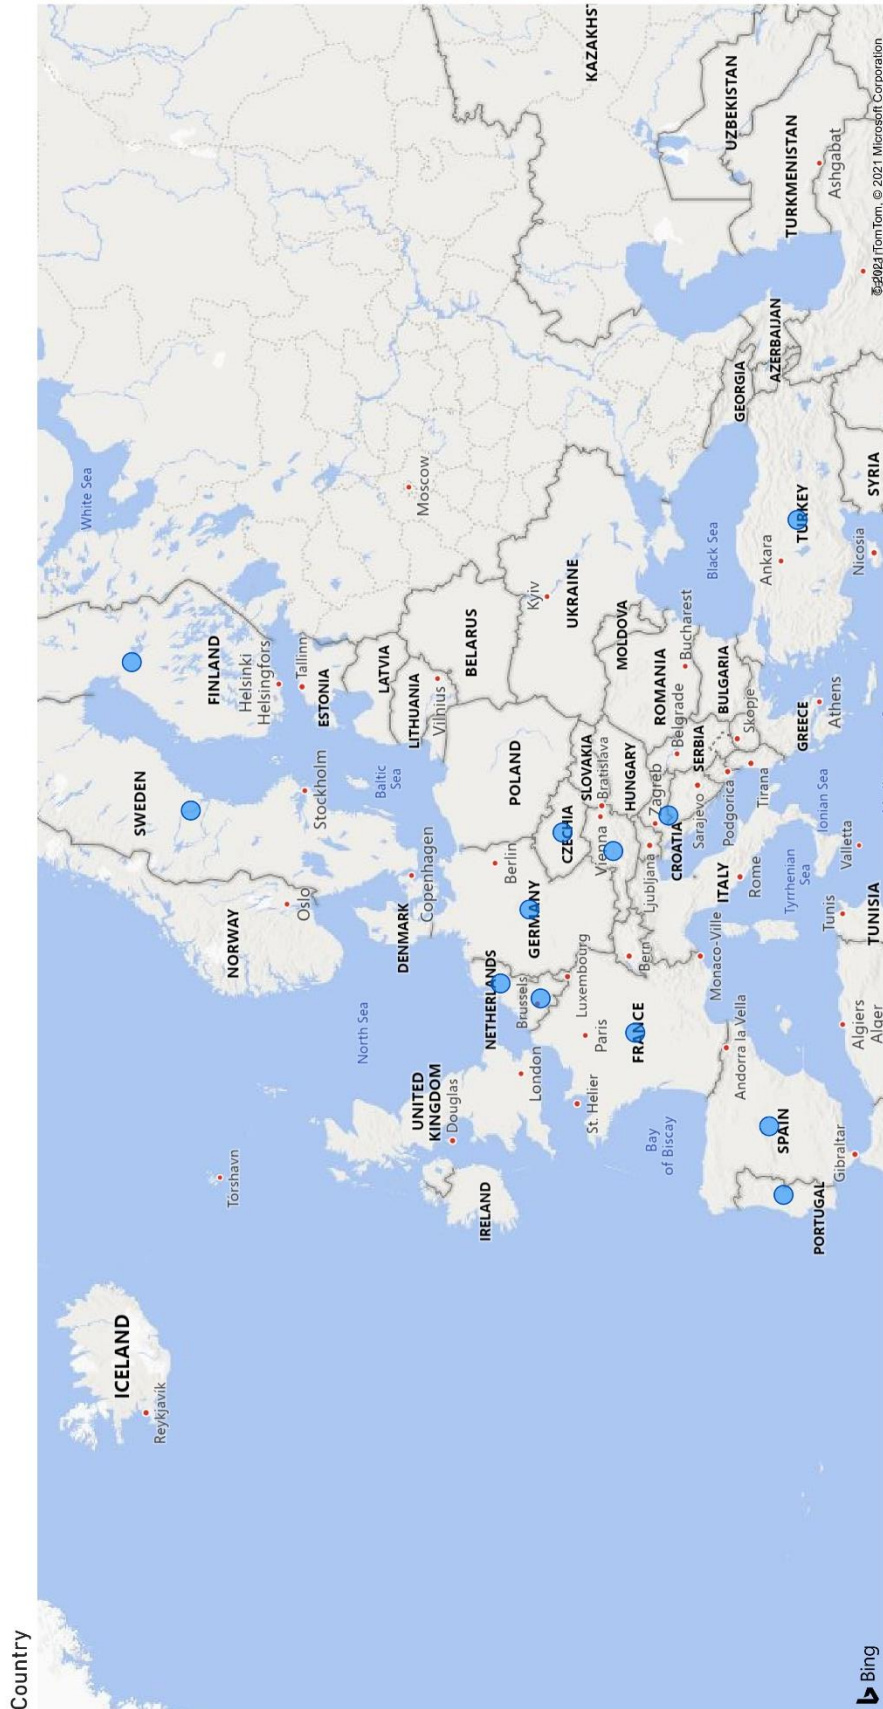 Country
ICELAND
Reykjavik
Tórshavn
NORWAY
Oslo
SWEDEN
Stockholm
FINLAND
Helsinki
Helsingfors
Tallinn
ESTONIA
White Sea
LATVIA
LITHUANIA
Vilnius
Baltic
Sea
Moscow
DENMARK
Copenhagen
North Sea
UNITED
KINGDOM
Douglas
IRELAND
London
NETHERLANDS
Brussels
Berlin
GERMANY
POLAND
BELARUS
Kyiv
UKRAINE
CZECHIA
SLOVAKIA
Bratislava
Vienna
HUNGARY
MOLDOVA
Luxembourg
Paris
St. Helier
FRANCE
Bern
Bay
of Biscay
Ljubljana
Zagreb
CROATIA
Sarajevo
Belgrade
SERBIA
ROMANIA
Bucharest
BULGARIA
Black Sea
KAZAKHST
UZBEKISTAN
TURKMENISTAN
Ashgabat
GEORGIA
AZERBAIJAN
Monaco-Ville
Andorra la Vella
ITALY
Rome
Podgorica
Tirana
Skopje
GREECE
Athens
Ankara
TURKEY
SYRIA
Nicosia
SPAIN
PORTUGAL
Gibraltar
Tyrrhenian
Sea
Ionian Sea
Valletta
Tunis
TUNISIA
Algiers
Alger
Bing
© 2021 TomTom, © 2021 Microsoft Corporation